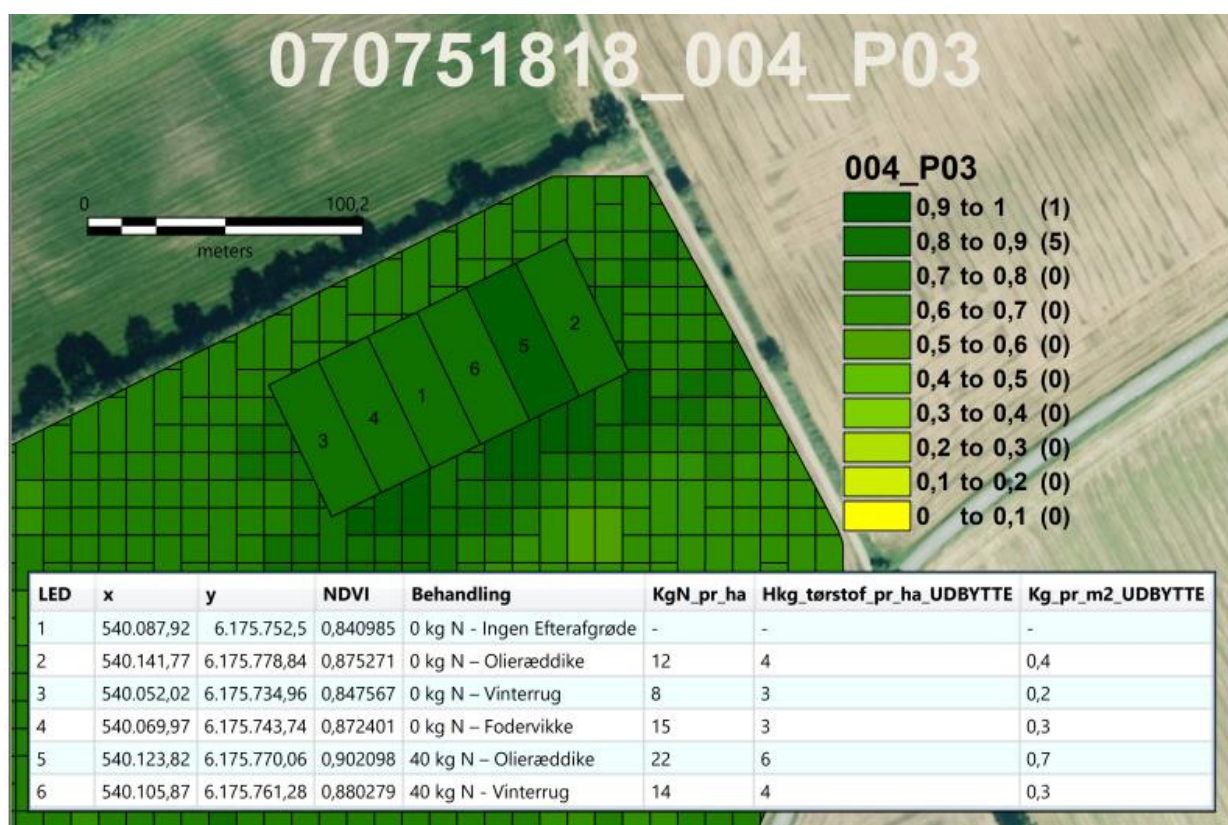 070751818_004_P03
0 100,2
meters
004_P03
0,9 to 1 (1)
0,8 to 0,9 (5)
0,7 to 0,8 (0)
0,6 to 0,7 (0)
0,5 to 0,6 (0)
0,4 to 0,5 (0)
0,3 to 0,4 (0)
0,2 to 0,3 (0)
0,1 to 0,2 (0)
0 to 0,1 (0)
2
5
6
1
4
3
LED x y NDVI Behandling KgN_pr_ha Hkg_tørstof_pr_ha_UDBYTTE Kg_pr_m2_UDBYTTE
1 540.087,92 6.175.752,5 0,840985 0 kg N - Ingen Efterafgrøde - - -
2 540.141,77 6.175.778,84 0,875271 0 kg N – Olieræddike 12 4 0,4
3 540.052,02 6.175.734,96 0,847567 0 kg N – Vinterrug 8 3 0,2
4 540.069,97 6.175.743,74 0,872401 0 kg N – Fodervikke 15 3 0,3
5 540.123,82 6.175.770,06 0,902098 40 kg N – Olieræddike 22 6 0,7
6 540.105,87 6.175.761,28 0,880279 40 kg N - Vinterrug 14 4 0,3